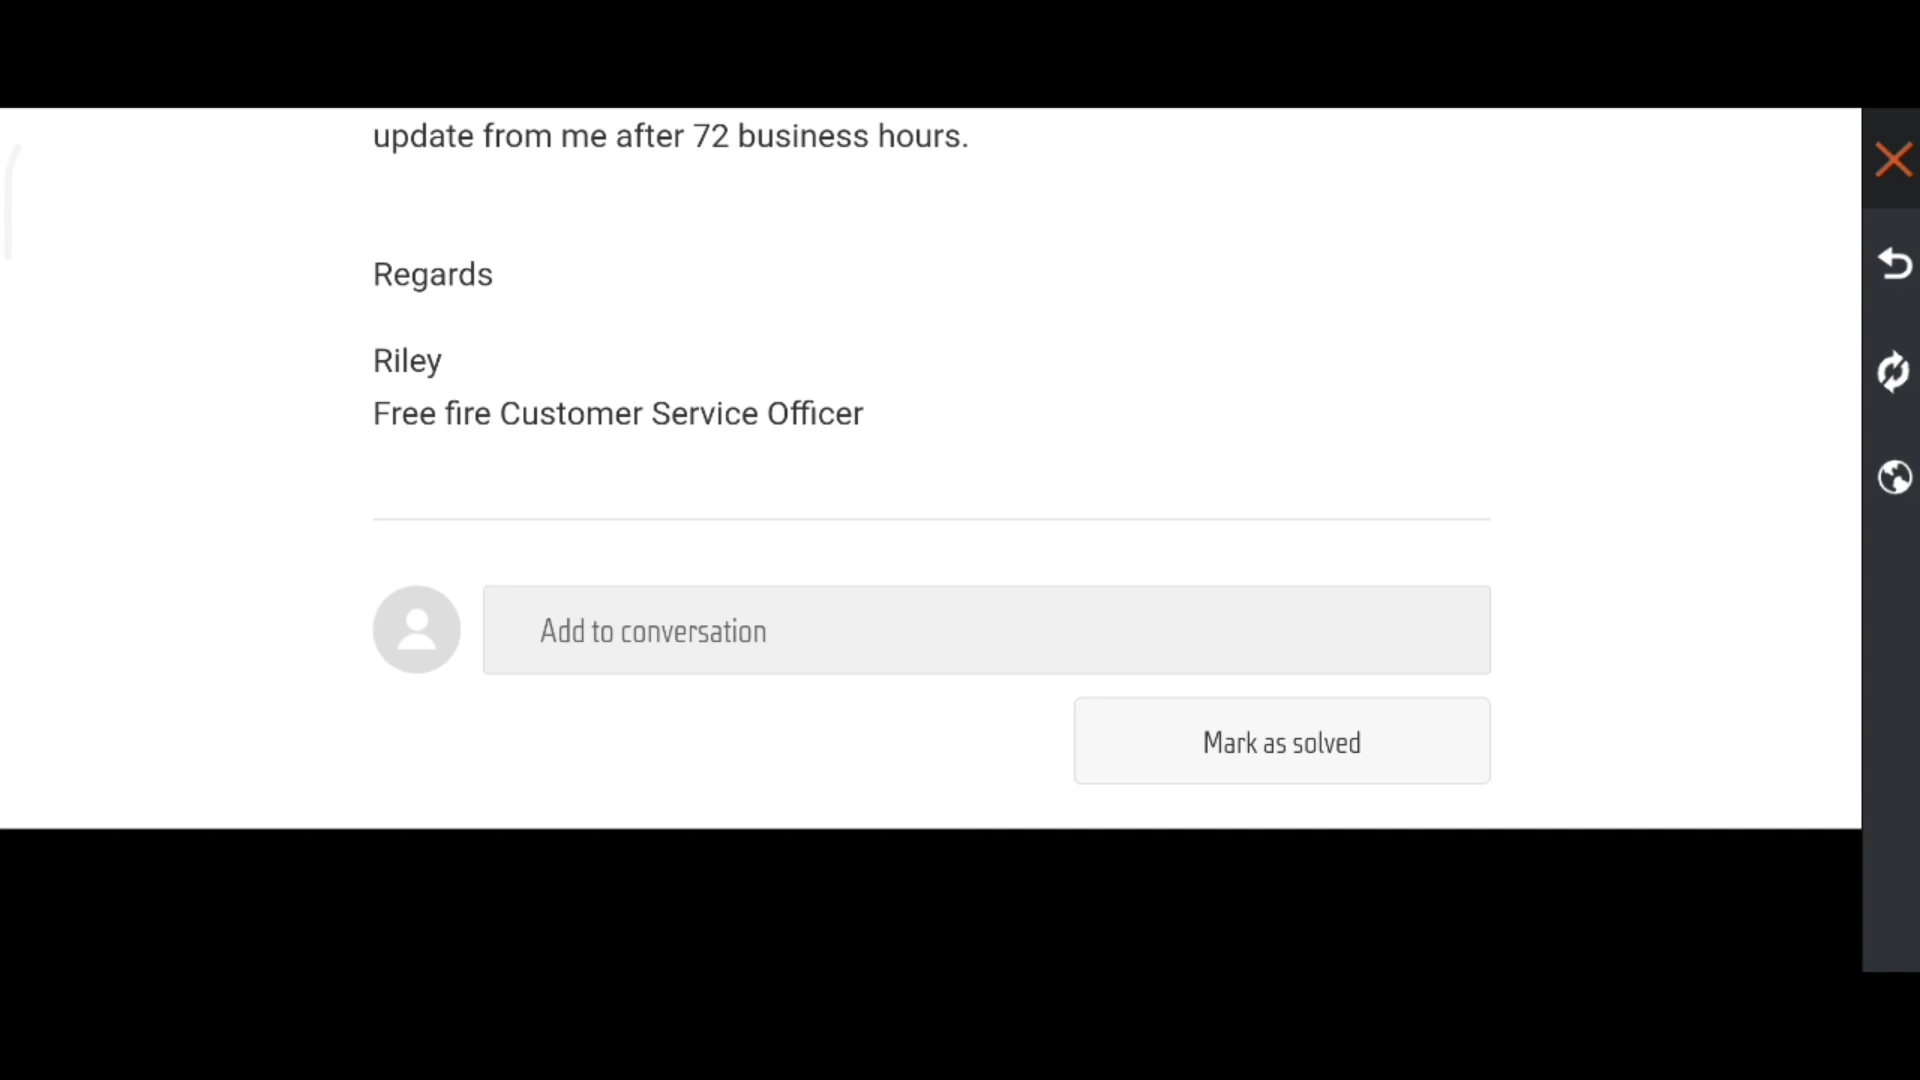 update from me after 72 business hours.
Regards
Riley
Free fire Customer Service Officer
Add to conversation
Mark as solved